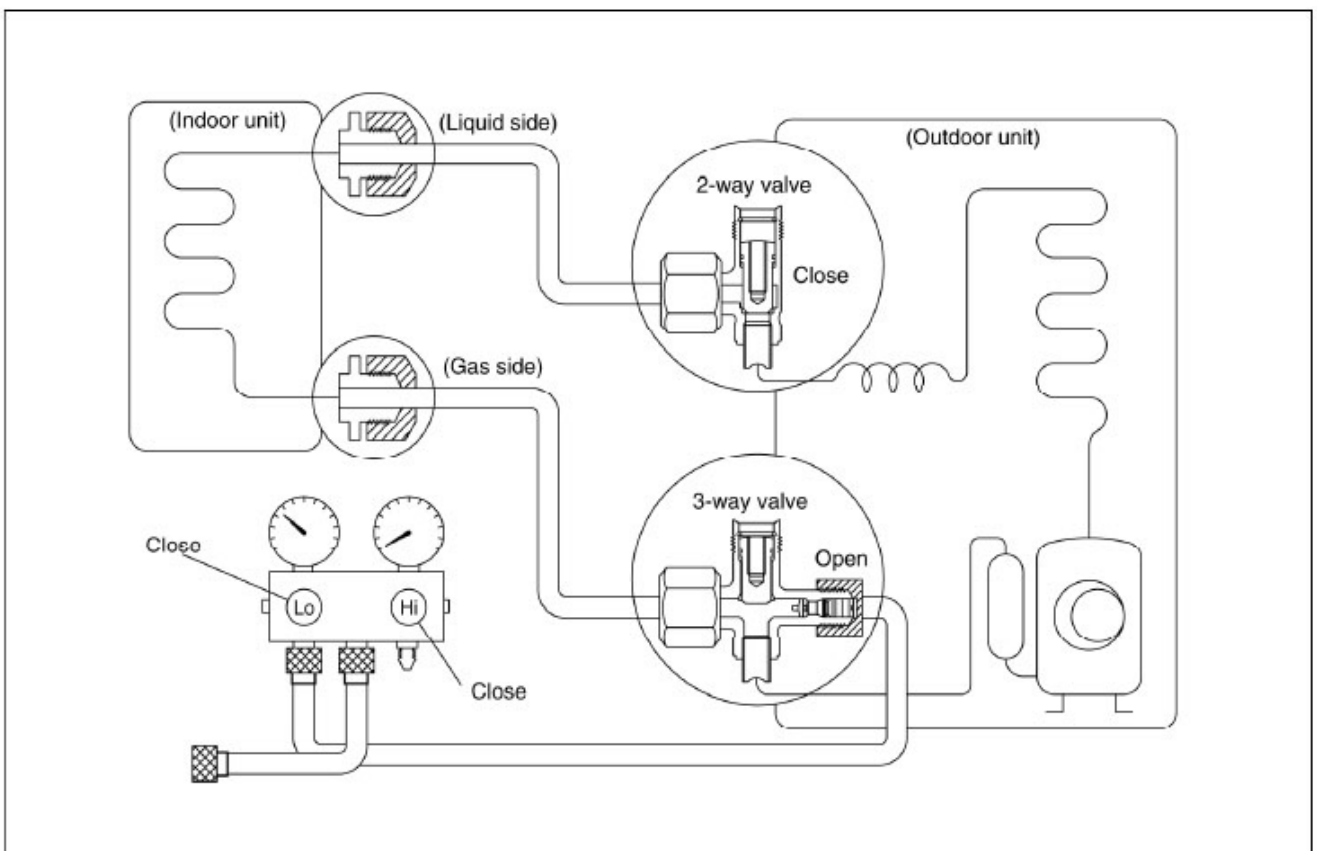 (Indoor unit)
(Liquid side)
(Outdoor unit)
2-way valve
Close
(Gas side)
3-way valve
Open
Closo
Lo
Hi
Close